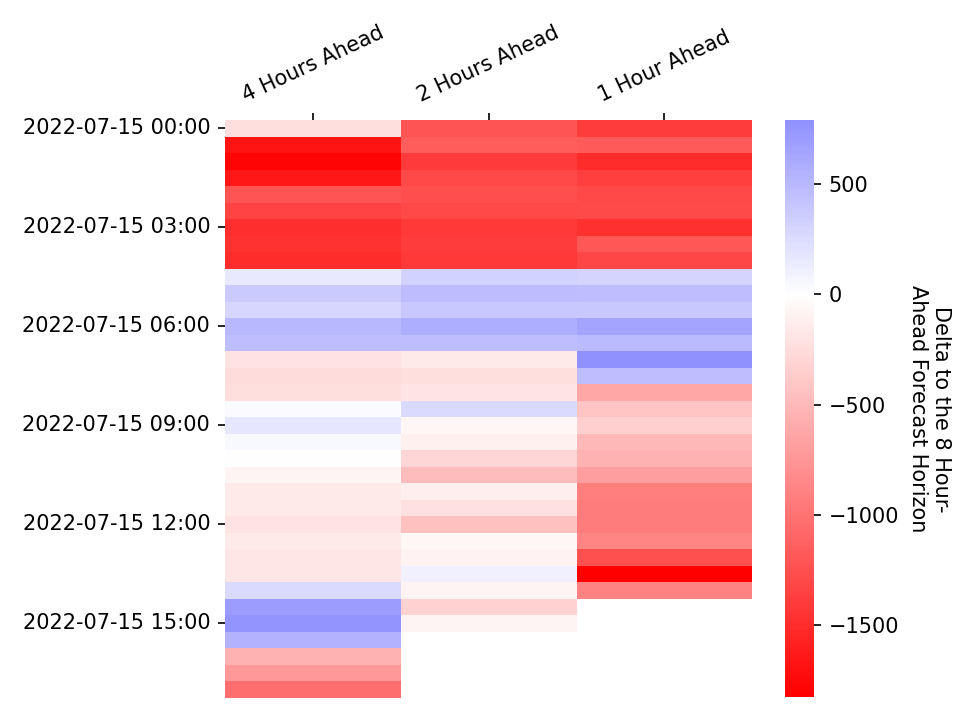 4 Hours Ahead
2 Hours Ahead
1 Hour Ahead
2022-07-15 00:00
2022-07-15 03:00
2022-07-15 06:00
2022-07-15 09:00
2022-07-15 12:00
2022-07-15 15:00
500
0
−500
−1000
−1500
Delta to the 8 Hour-
Ahead Forecast Horizon